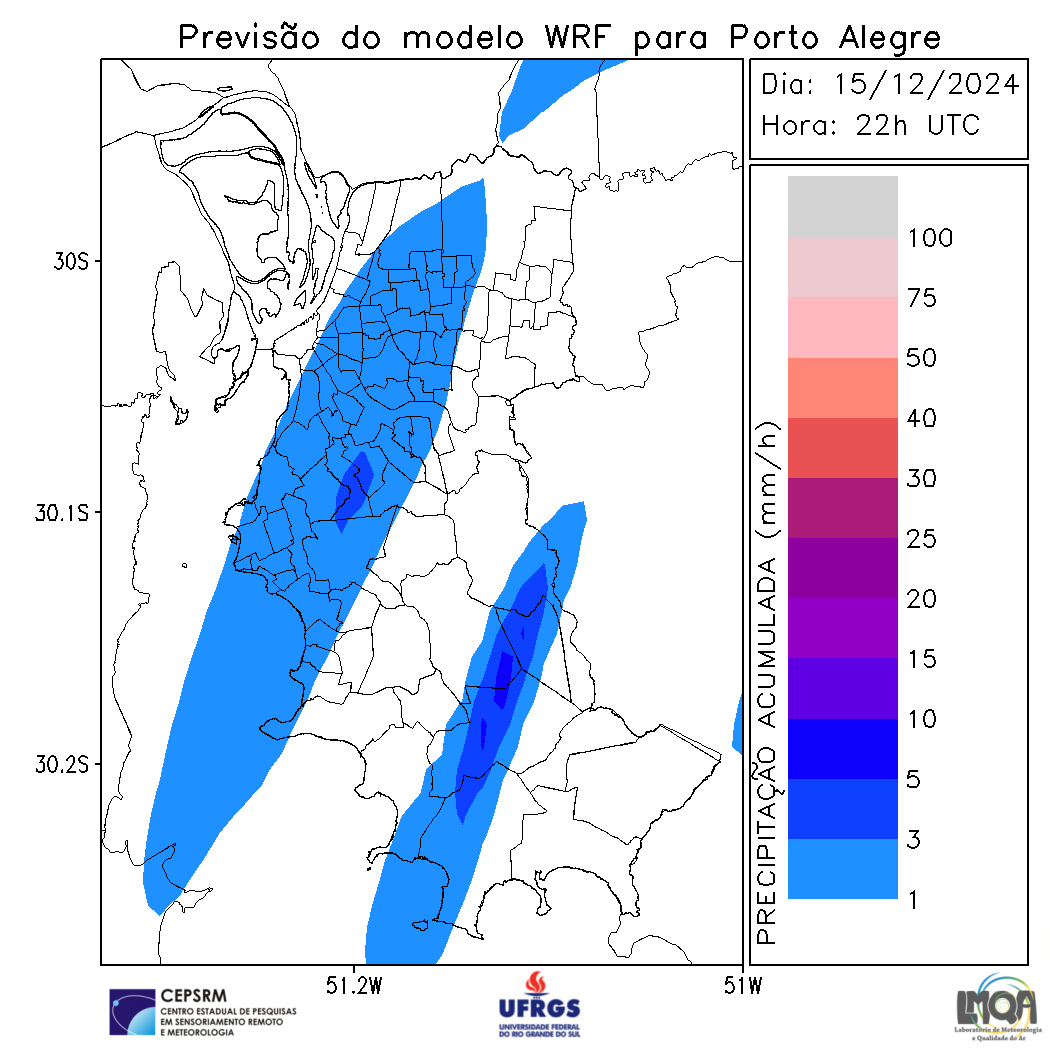 Previsão do modelo WRF para Porto Alegre
Dia: 15/12/2024
Hora: 22h UTC
30S
30.1S
30.2S
51.2W
51W
PRECIPITAÇÃO ACUMULADA (mm/h)
100
75
50
40
30
25
20
15
10
5
3
1
CEPSRM
CENTRO ESTADUAL DE PESQUISAS
EM SENSORIAMENTO REMOTO
E METEOROLOGIA
UFRGS
UNIVERSIDADE FEDERAL
DO RIO GRANDE DO SUL
LMQA
Laboratório de Meteorologia
e Qualidade do Ar